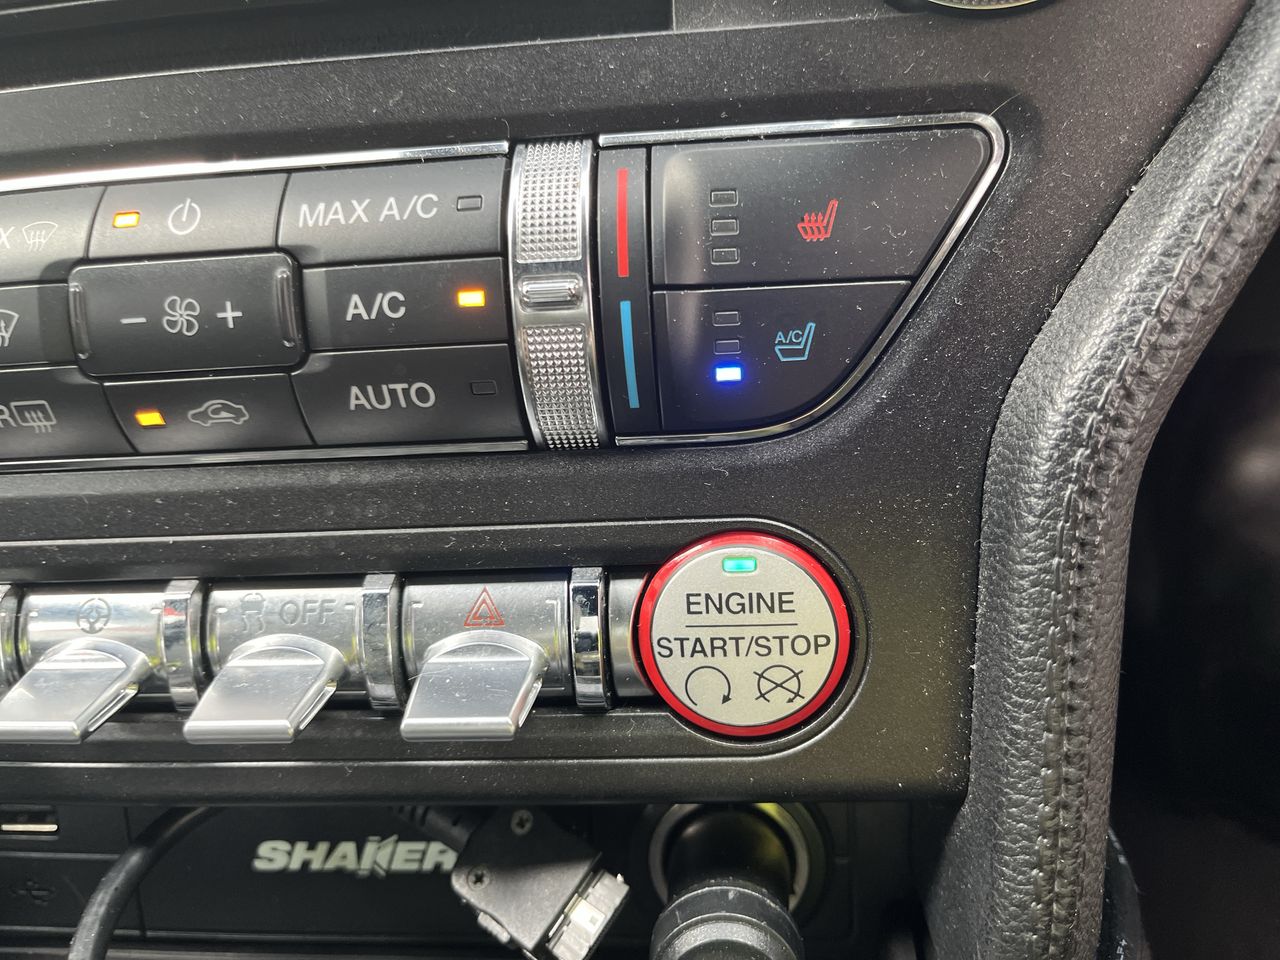 X
MAX A/C
- +
A/C
A/C
R
AUTO
OFF
ENGINE
START/STOP
SHAKER